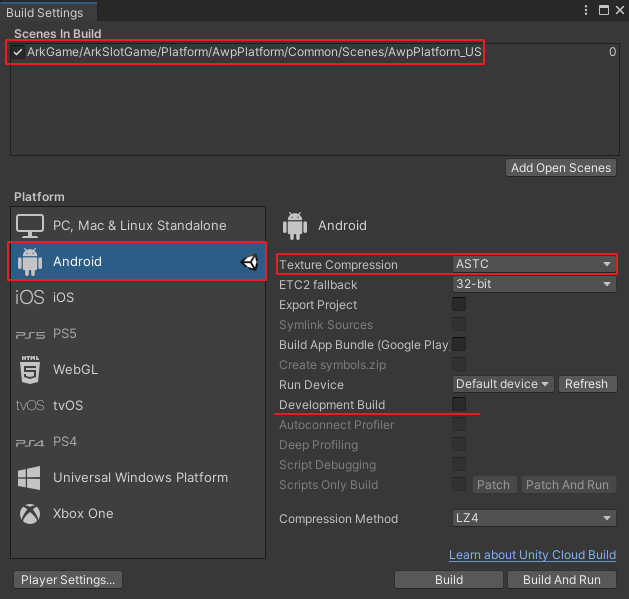 Build Settings
Scenes In Build
ArkGame/ArkSlotGame/Platform/AwpPlatform/Common/Scenes/AwpPlatform_US 0
Add Open Scenes
Platform
PC, Mac & Linux Standalone
Android
iOS iOS
PS5 PS5
HTML 5 WebGL
tvOS tvOS
PS4 PS4
Universal Windows Platform
Xbox One
Android
Texture Compression ASTC
ETC2 fallback 32-bit
Export Project
Symlink Sources
Build App Bundle (Google Play
Create symbols.zip
Run Device Default device Refresh
Development Build
Autoconnect Profiler
Deep Profiling
Script Debugging
Scripts Only Build Patch Patch And Run
Compression Method LZ4
Learn about Unity Cloud Build
Player Settings... Build Build And Run